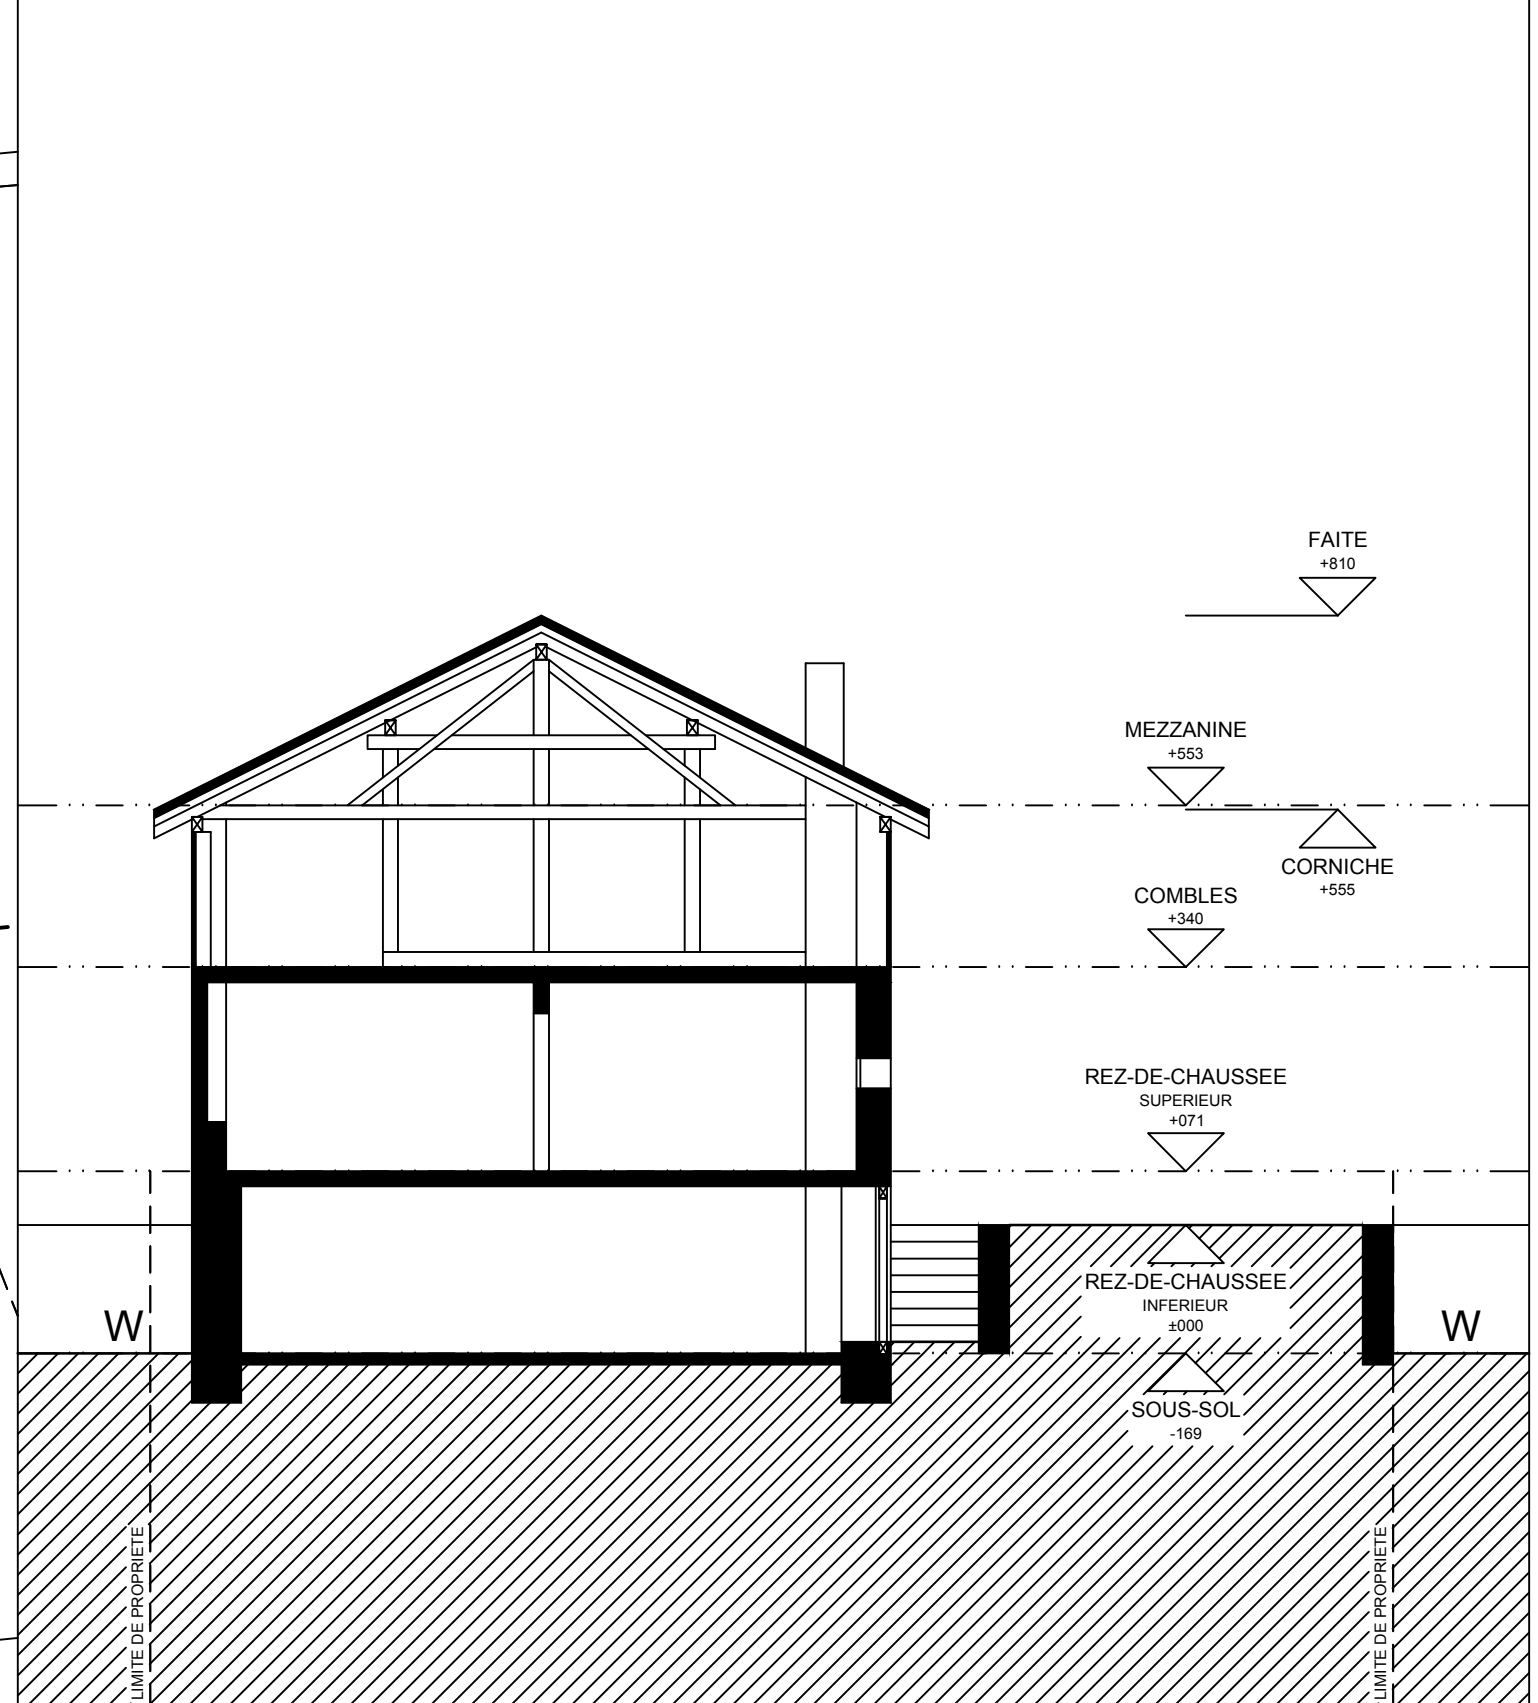 FAITE
+810
MEZZANINE
+553
CORNICHE
+555
COMBLES
+340
REZ-DE-CHAUSSEE
SUPERIEUR
+071
REZ-DE-CHAUSSEE
INFERIEUR
±000
W
W
SOUS-SOL
-169
LIMITE DE PROPRIETE
LIMITE DE PROPRIETE